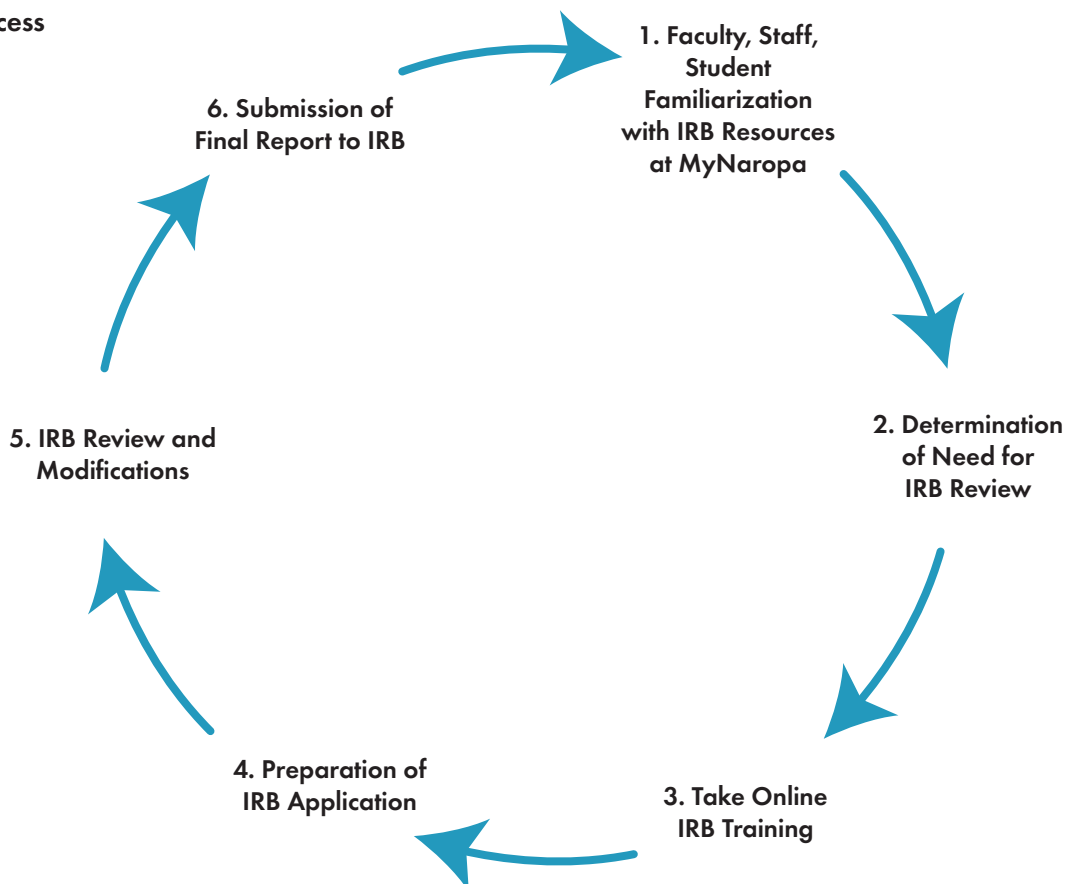 1. Faculty, Staff,
Student
Familiarization
with IRB Resources
at MyNaropa
2. Determination
of Need for
IRB Review
3. Take Online
IRB Training
4. Preparation of
IRB Application
5. IRB Review and
Modifications
6. Submission of
Final Report to IRB